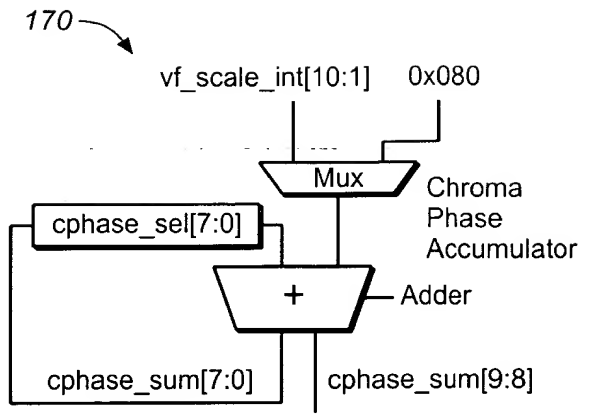 170
vf_scale_int[10:1] 0x080
Mux
Chroma
Phase
Accumulator
cphase_sel[7:0]
+
Adder
cphase_sum[7:0] cphase_sum[9:8]